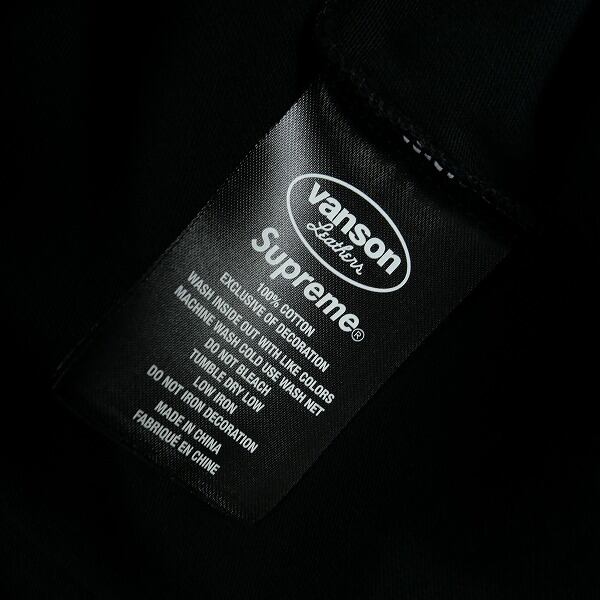 vanson
Leathers
Supreme®
100% COTTON
EXCLUSIVE OF DECORATION
WASH INSIDE OUT WITH LIKE COLORS
MACHINE WASH COLD USE WASH NET
DO NOT BLEACH
TUMBLE DRY LOW
LOW IRON
DO NOT IRON DECORATION
MADE IN CHINA
FABRIQUÉ EN CHINE